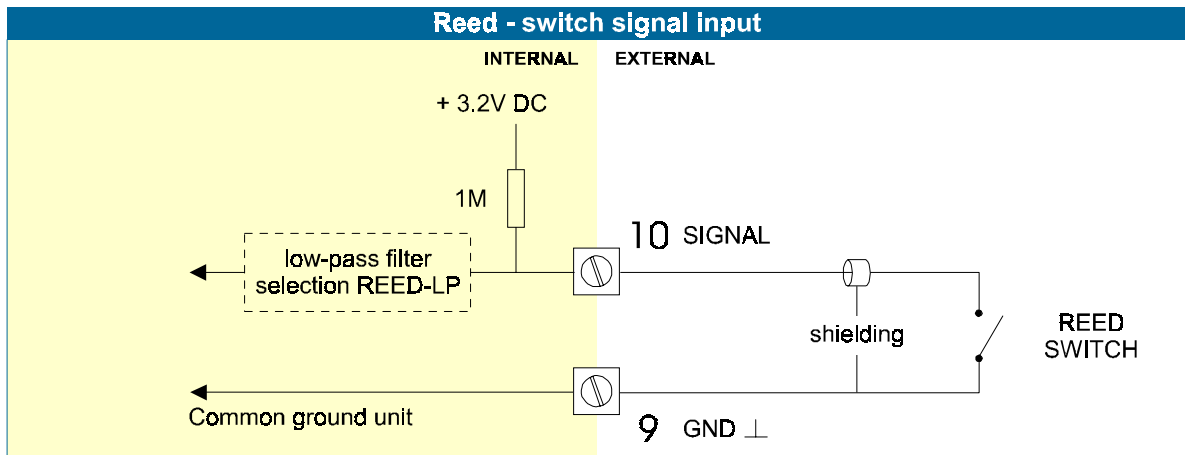 Reed - switch signal input
INTERNAL EXTERNAL
+ 3.2V DC
1M
10 SIGNAL
low-pass filter
selection REED-LP
shielding
REED
SWITCH
Common ground unit
9 GND ⊥